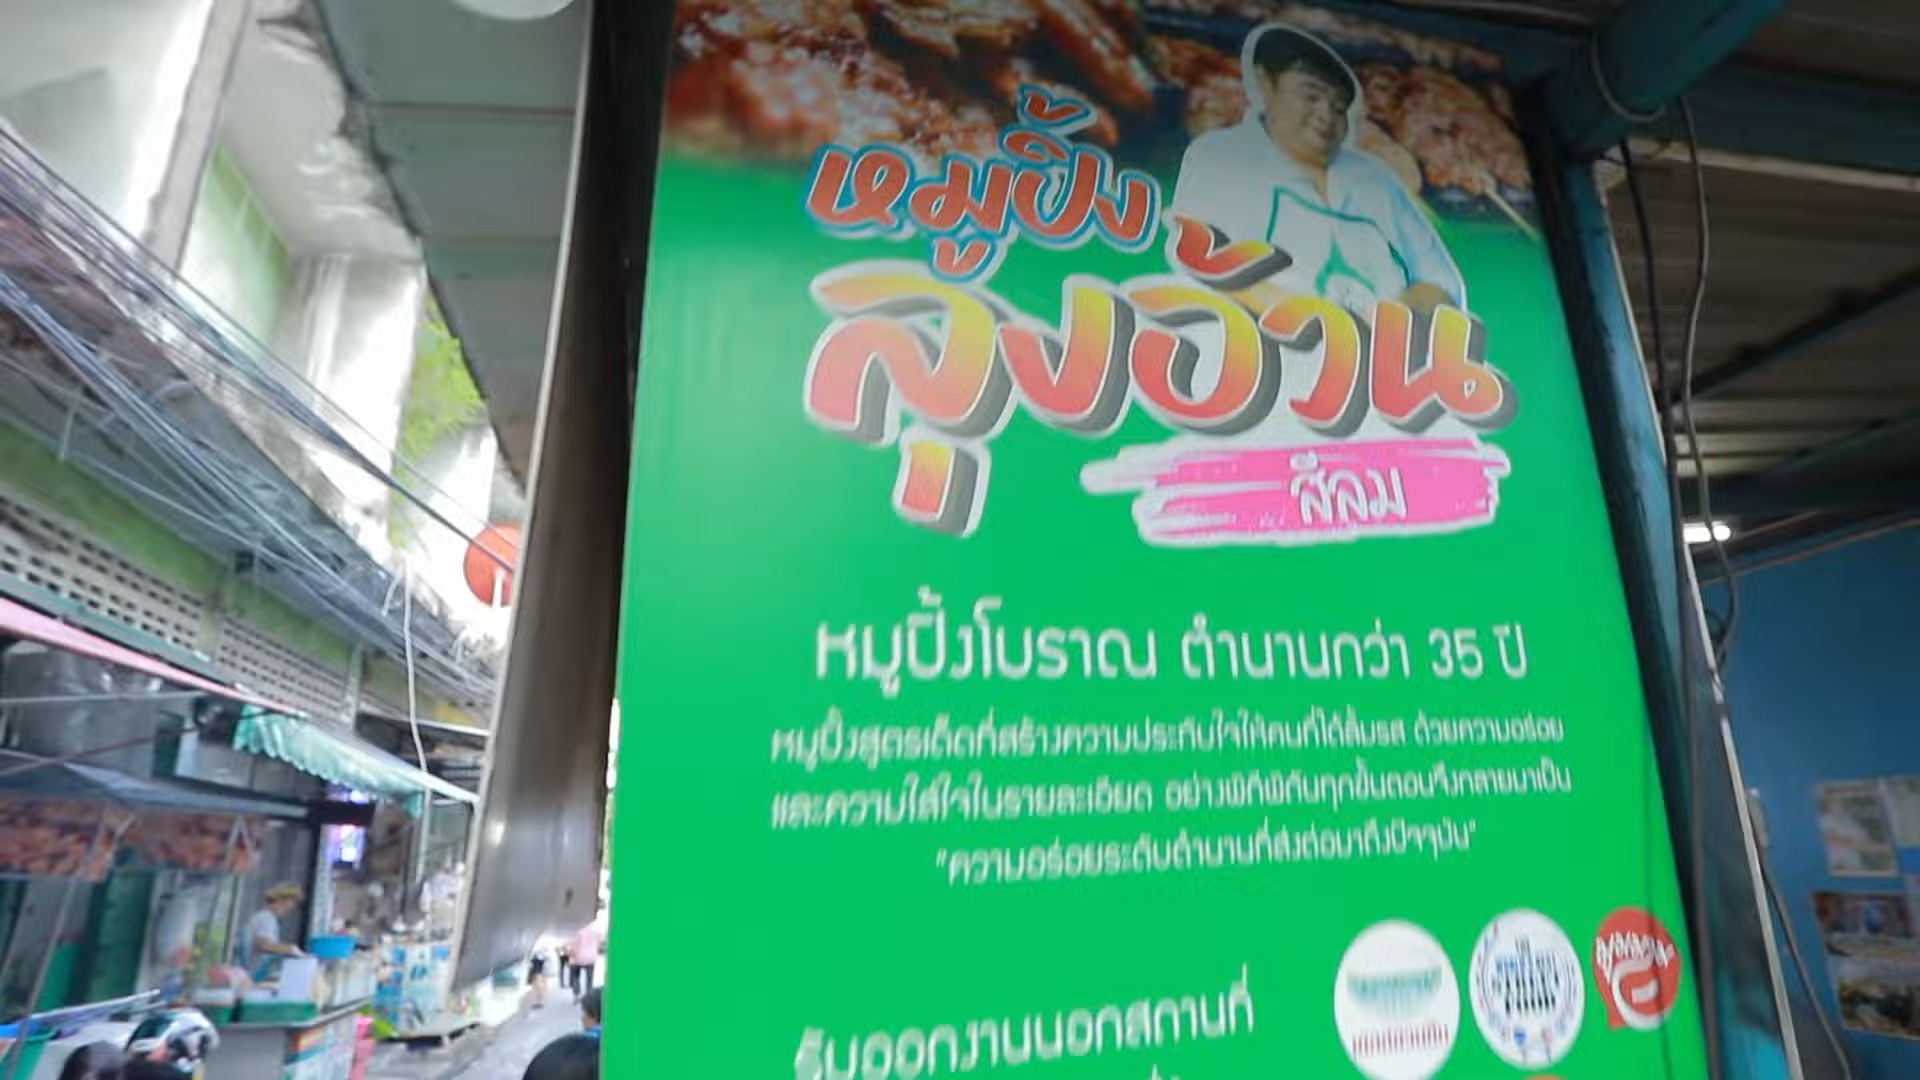 หมูปิ้ง
ลุงอ้วน
สีลม
หมูปิ้งโบราณ ตำนานกว่า 35 ปี
หมูปิ้งสูตรเด็ดที่สร้างความประทับใจให้คนที่ได้ลิ้มรส ด้วยความอร่อย
และความใส่ใจในรายละเอียด อย่างพิถีพิถันทุกขั้นตอนจึงกลายมาเป็น
"ความอร่อยระดับตำนานที่ส่งต่อมาถึงปัจจุบัน"
รับออกงานนอกสถานที่